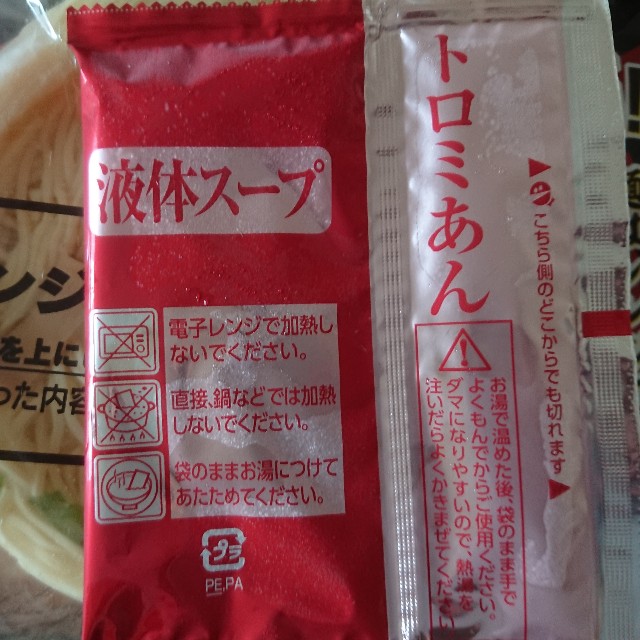 液体スープ
電子レンジで加熱し
ないでください。
直接、鍋などでは加熱
しないでください。
袋のままお湯につけて
あたためてください。
プラ
PE,PA
トロミあん
こちら側のどこからでも切れます
お湯で温めた後、袋のまま手で
よくもんでからご使用ください。
ダマになりやすいので、熱湯を
注いだらよくかきまぜてください。
ンジ
を上に
った内容